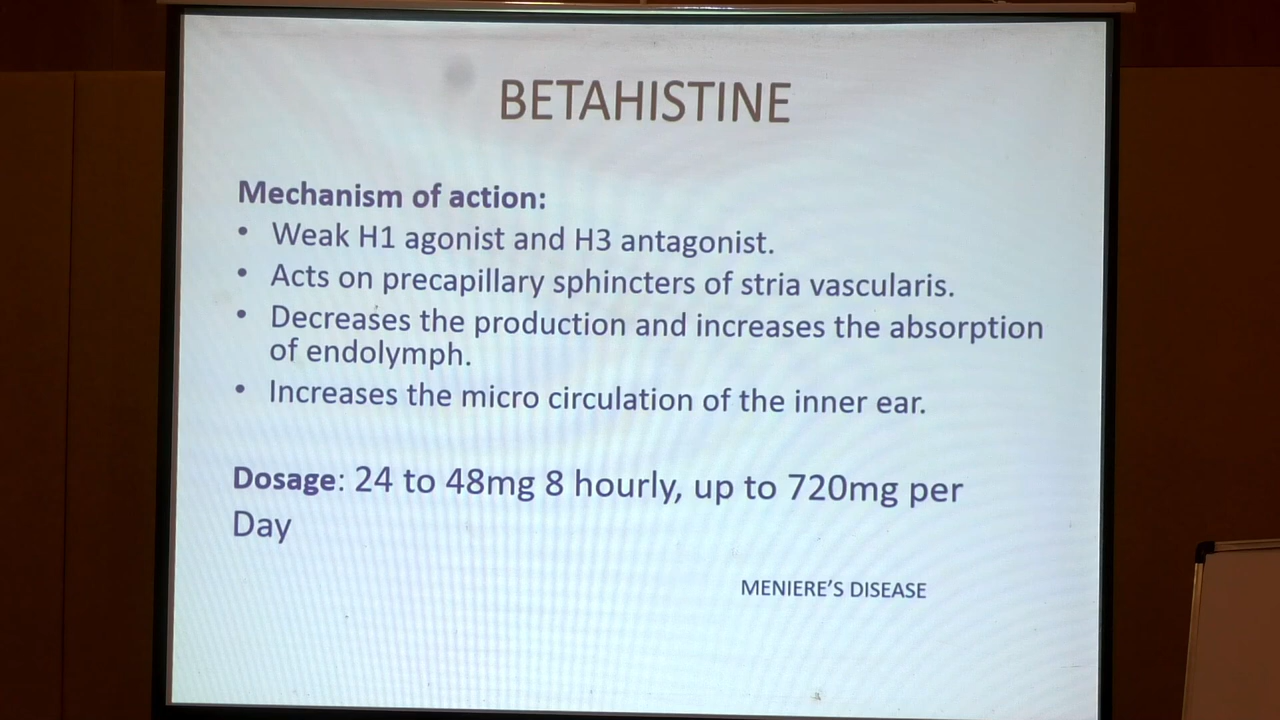 BETAHISTINE
Mechanism of action:
• Weak H1 agonist and H3 antagonist.
• Acts on precapillary sphincters of stria vascularis.
• Decreases the production and increases the absorption
of endolymph.
• Increases the micro circulation of the inner ear.
Dosage: 24 to 48mg 8 hourly, up to 720mg per
Day
MENIERE'S DISEASE